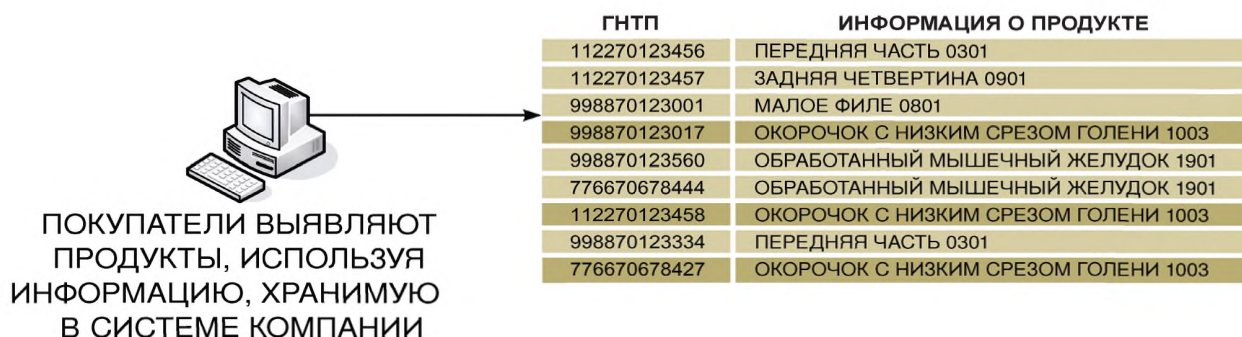 ГНТП ИНФОРМАЦИЯ О ПРОДУКТЕ
112270123456 ПЕРЕДНЯЯ ЧАСТЬ 0301
112270123457 ЗАДНЯЯ ЧЕТВЕРТИНА 0901
998870123001 МАЛОЕ ФИЛЕ 0801
998870123017 ОКОРОЧОК С НИЗКИМ СРЕЗОМ ГОЛЕНИ 1003
998870123560 ОБРАБОТАННЫЙ МЫШЕЧНЫЙ ЖЕЛУДОК 1901
776670678444 ОБРАБОТАННЫЙ МЫШЕЧНЫЙ ЖЕЛУДОК 1901
112270123458 ОКОРОЧОК С НИЗКИМ СРЕЗОМ ГОЛЕНИ 1003
998870123334 ПЕРЕДНЯЯ ЧАСТЬ 0301
776670678427 ОКОРОЧОК С НИЗКИМ СРЕЗОМ ГОЛЕНИ 1003
ПОКУПАТЕЛИ ВЫЯВЛЯЮТ
ПРОДУКТЫ, ИСПОЛЬЗУЯ
ИНФОРМАЦИЮ, ХРАНИМУЮ
В СИСТЕМЕ КОМПАНИИ